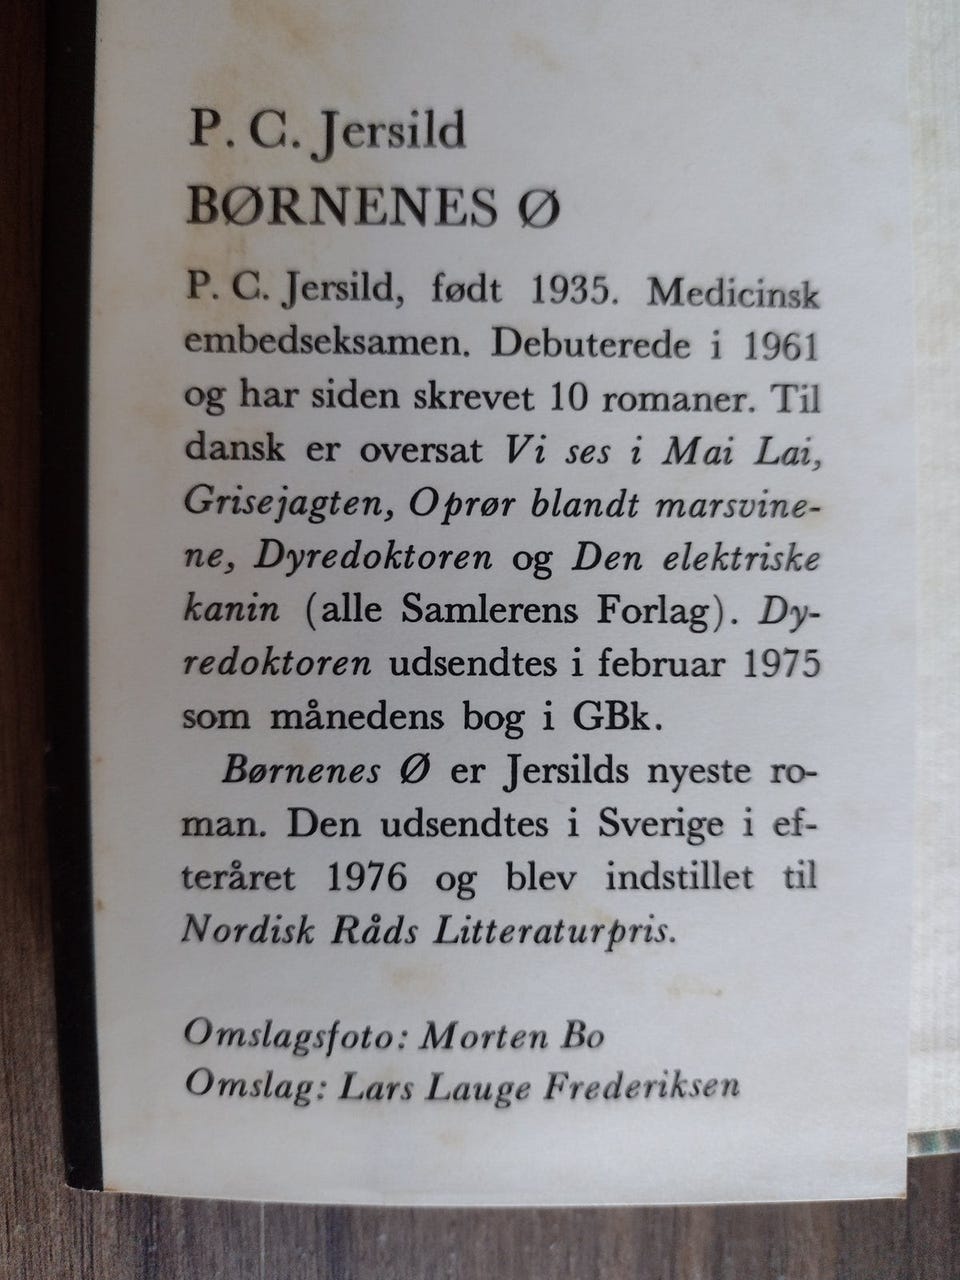 P. C. Jersild
BØRNENES Ø
P. C. Jersild, født 1935. Medicinsk
embedseksamen. Debuterede i 1961
og har siden skrevet 10 romaner. Til
dansk er oversat Vi ses i Mai Lai,
Grisejagten, Oprør blandt marsvine-
ne, Dyredoktoren og Den elektriske
kanin (alle Samlerens Forlag). Dy-
redoktoren udsendtes i februar 1975
som månedens bog i GBk.
Børnenes Ø er Jersilds nyeste ro-
man. Den udsendtes i Sverige i ef-
teråret 1976 og blev indstillet til
Nordisk Råds Litteraturpris.
Omslagsfoto: Morten Bo
Omslag: Lars Lauge Frederiksen